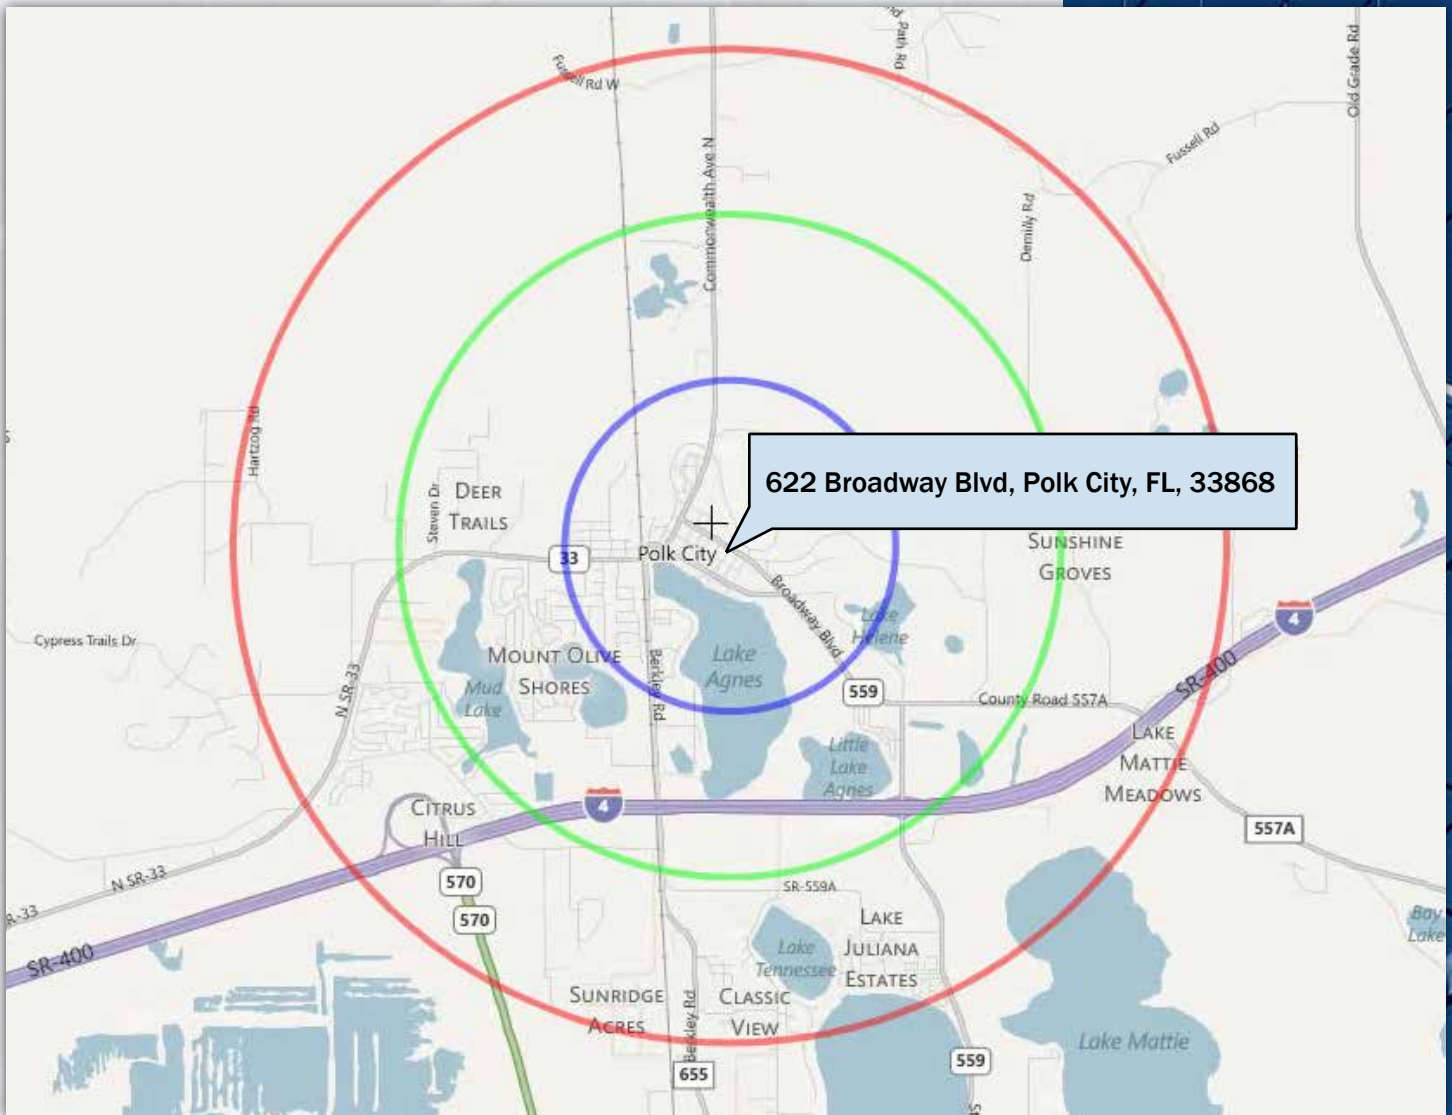 Path Rd
Old Grade Rd
Fussell Rd W
Fussell Rd
Commonwealth Ave N
Demilly Rd
Hartzog Rd
622 Broadway Blvd, Polk City, FL, 33868
Steven Dr
DEER
TRAILS
33
Polk City
SUNSHINE
GROVES
Broadway Blvd
Lake
Helene
4
Cypress Trails Dr
MOUNT OLIVE
SHORES
Lake
Agnes
Berkley Rd
Mud
Lake
N SR-33
559
County Road 557A
SR-400
LAKE
MATTIE
MEADOWS
Little
Lake
Agnes
CITRUS
HILL
4
557A
N SR-33
570
570
SR-559A
R-33
SR-400
LAKE
JULIANA
ESTATES
Lake
Tennessee
Bay
Lake
SUNRIDGE
ACRES
CLASSIC
VIEW
Berkley Rd
Lake Mattie
655
559